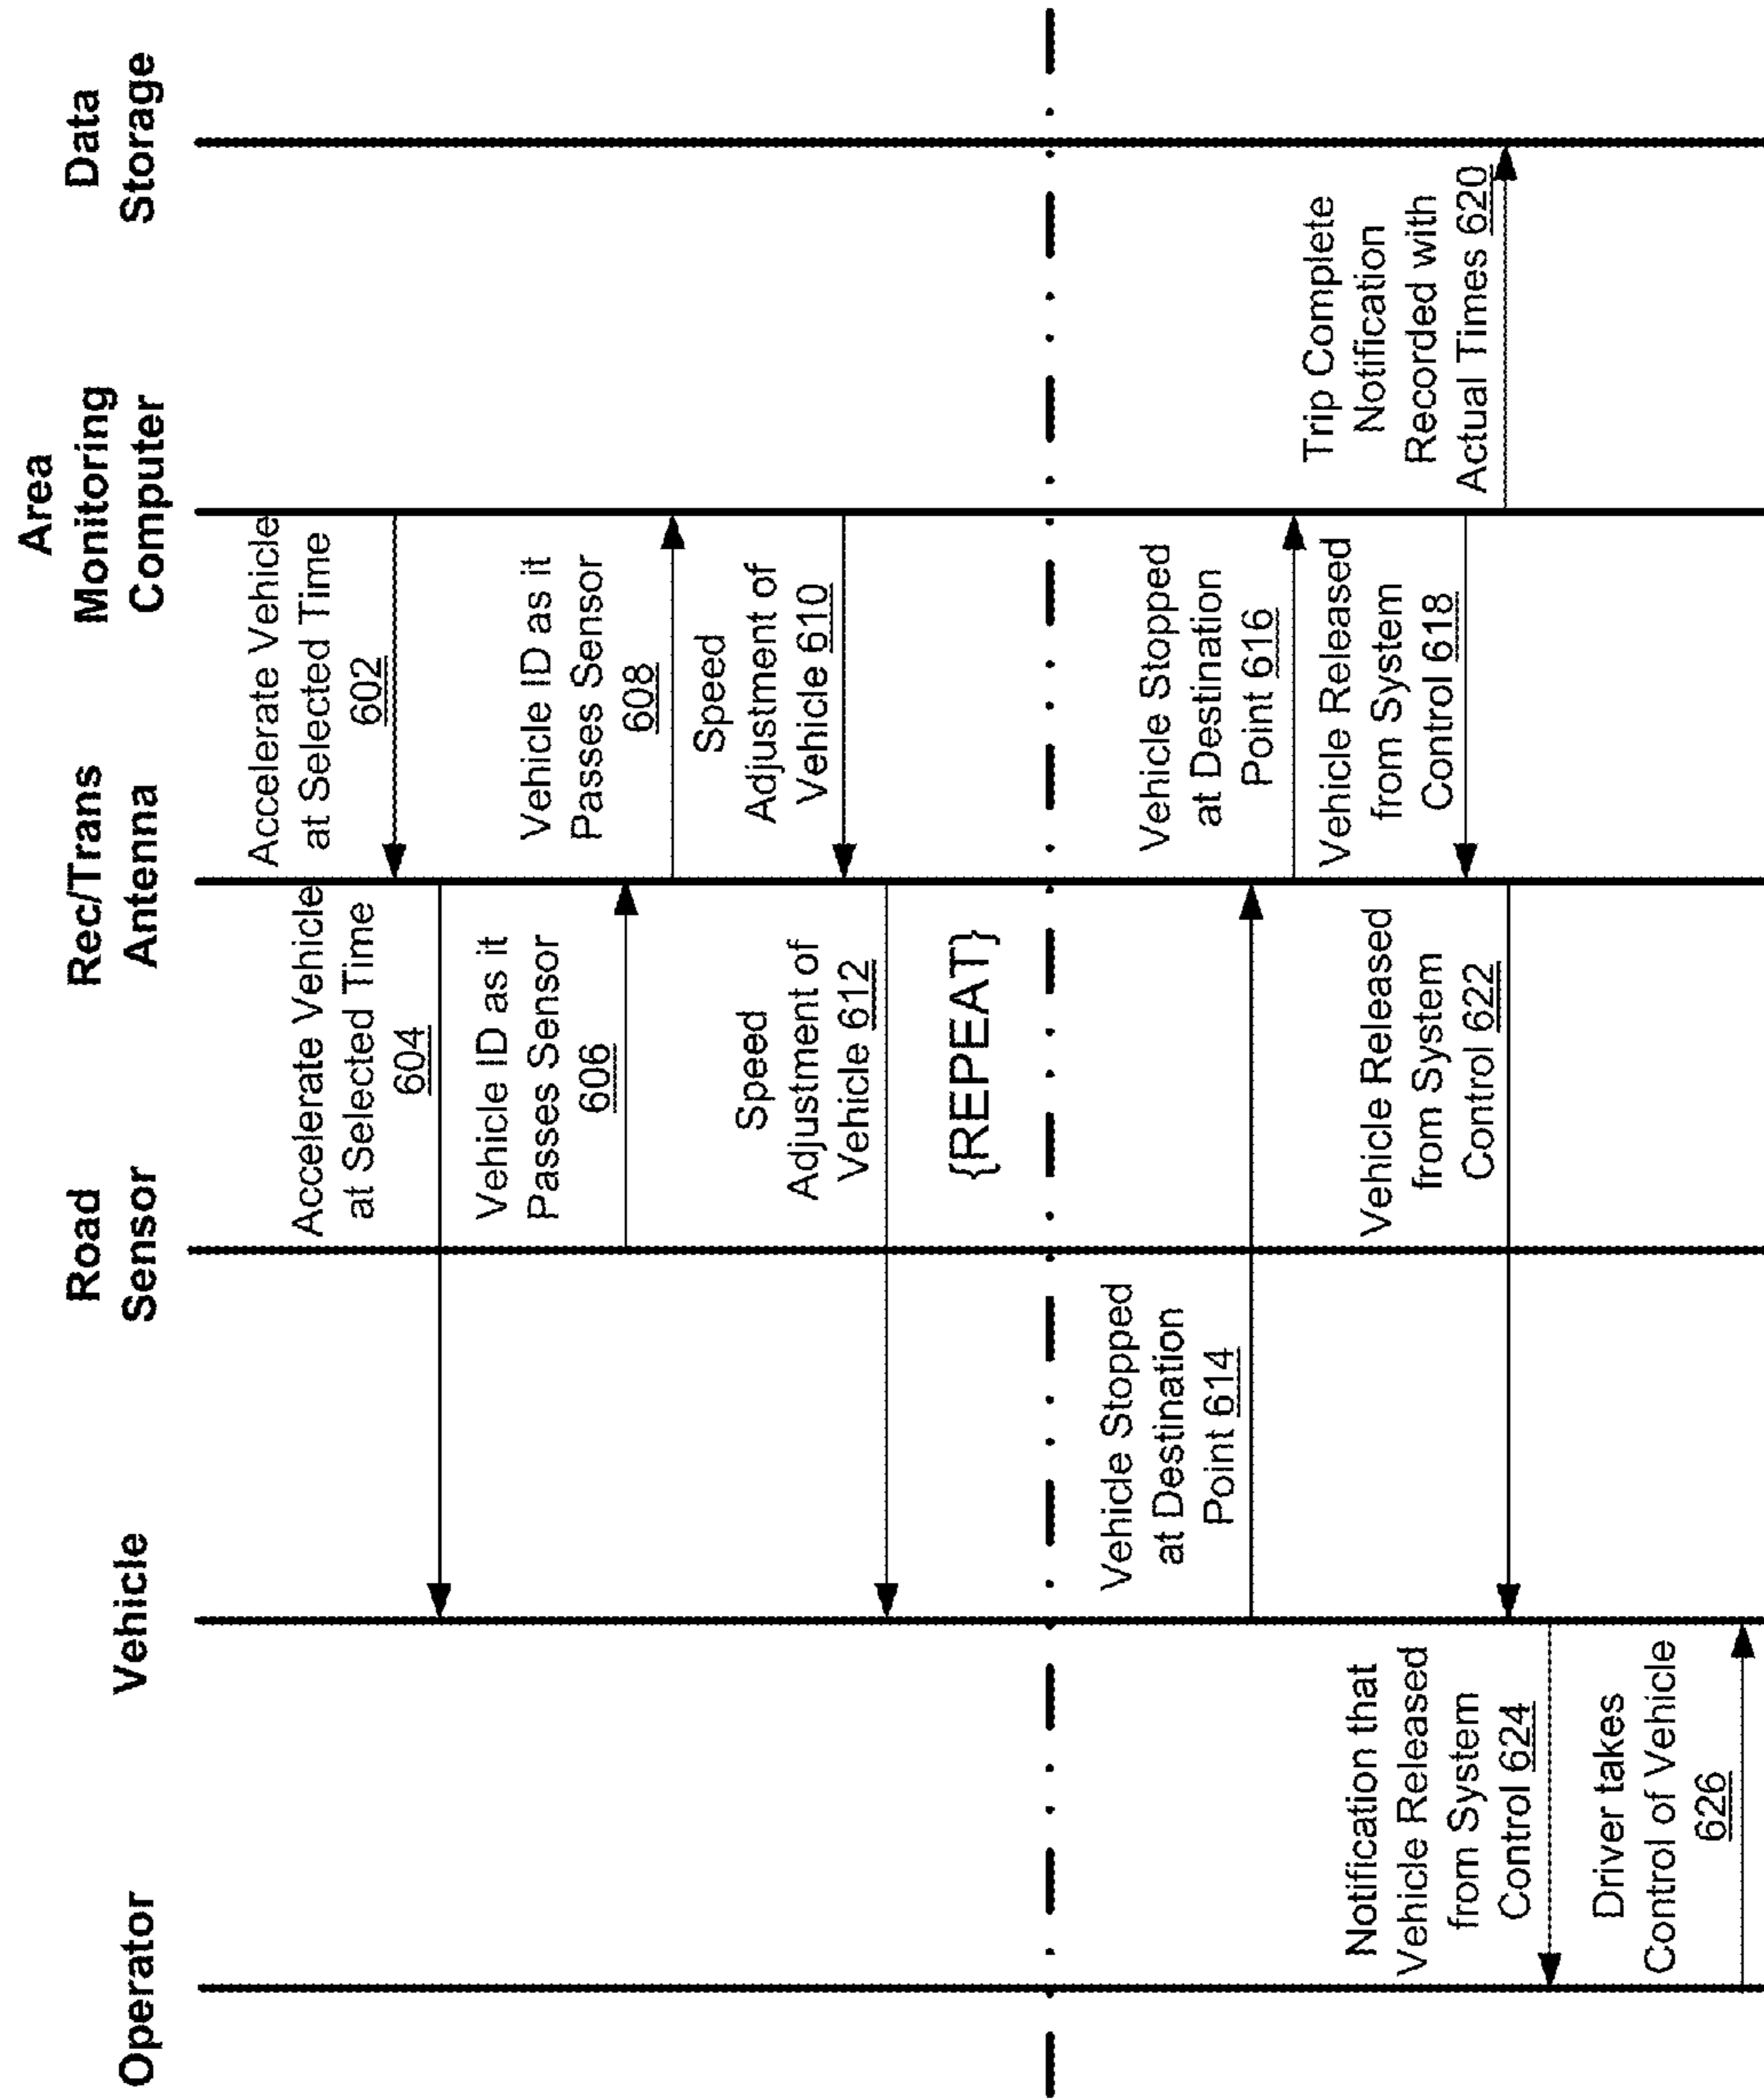 Operator
Vehicle
Road
Sensor
Rec/Trans
Antenna
Area
Monitoring
Computer
Data
Storage
Accelerate Vehicle
at Selected Time
602
Accelerate Vehicle
at Selected Time
604
Vehicle ID as it
Passes Sensor
606
Vehicle ID as it
Passes Sensor
608
Speed
Adjustment of
Vehicle 610
Speed
Adjustment of
Vehicle 612
{REPEAT}
Vehicle Stopped
at Destination
Point 614
Vehicle Stopped
at Destination
Point 616
Vehicle Released
from System
Control 618
Trip Complete
Notification
Recorded with
Actual Times 620
Vehicle Released
from System
Control 622
Notification that
Vehicle Released
from System
Control 624
Driver takes
Control of Vehicle
626